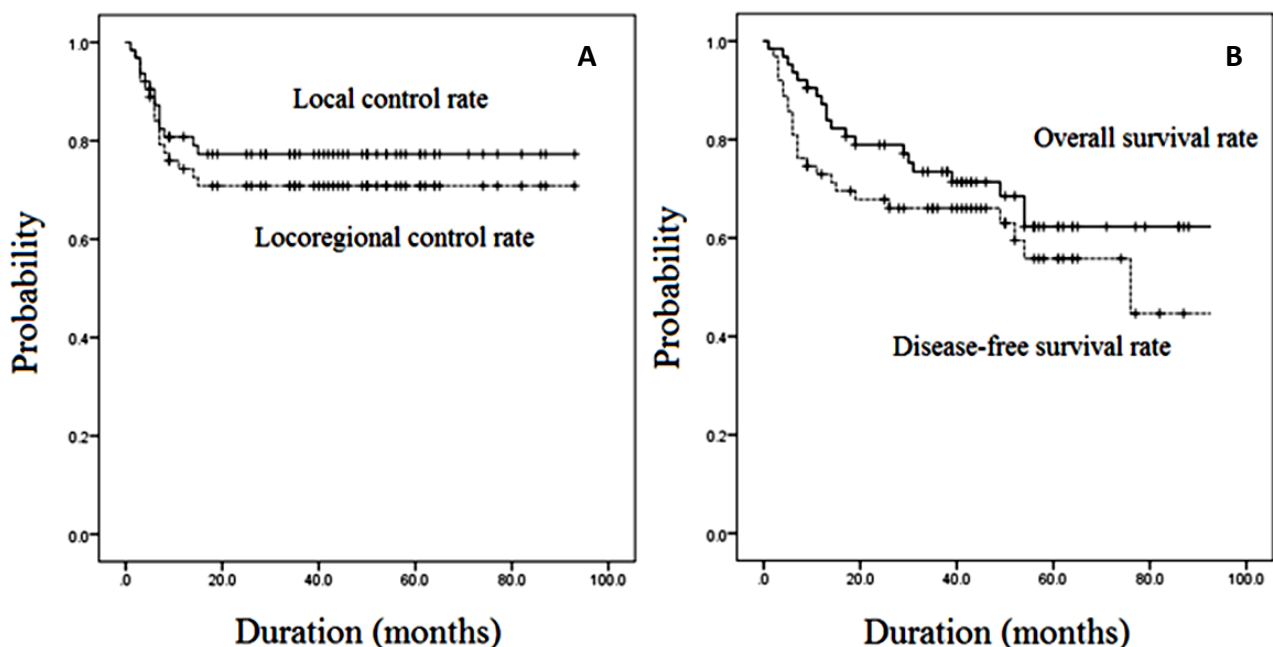 A
1.0
0.8
0.6
0.4
0.2
0.0
Probability
Local control rate
Locoregional control rate
.0 20.0 40.0 60.0 80.0 100.0
Duration (months)
B
1.0
0.8
0.6
0.4
0.2
0.0
Probability
Overall survival rate
Disease-free survival rate
.0 20.0 40.0 60.0 80.0 100.0
Duration (months)